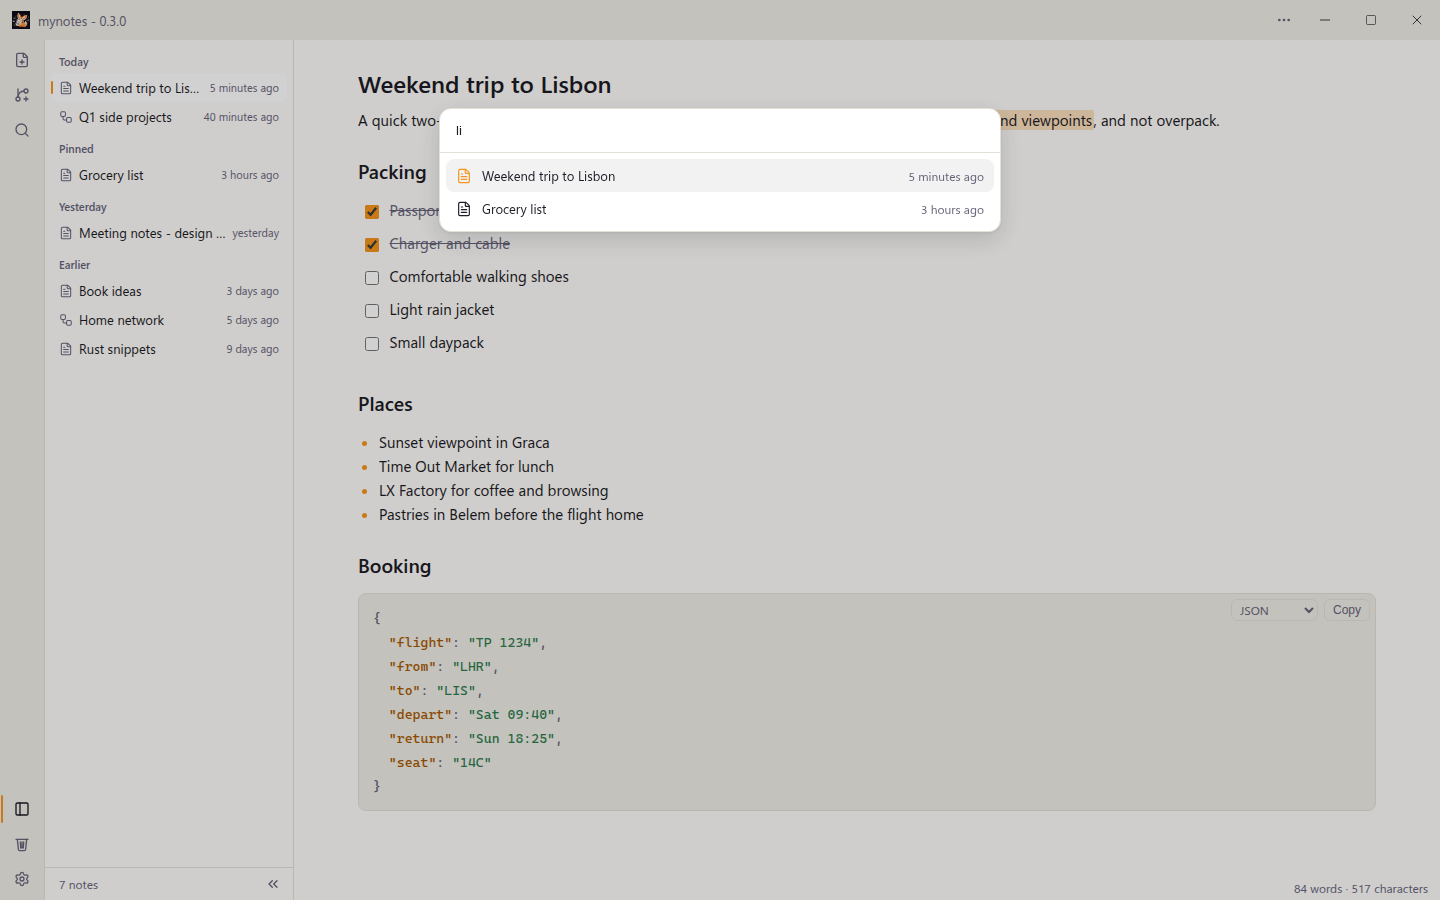 mynotes - 0.3.0
Today
Weekend trip to Lis... 5 minutes ago
Q1 side projects 40 minutes ago
Pinned
Grocery list 3 hours ago
Yesterday
Meeting notes - design ... yesterday
Earlier
Book ideas 3 days ago
Home network 5 days ago
Rust snippets 9 days ago
7 notes
li
Weekend trip to Lisbon 5 minutes ago
Grocery list 3 hours ago
Weekend trip to Lisbon
A quick two- nd viewpoints, and not overpack.
Packing
Charger and cable
Comfortable walking shoes
Light rain jacket
Small daypack
Places
Sunset viewpoint in Graca
Time Out Market for lunch
LX Factory for coffee and browsing
Pastries in Belem before the flight home
Booking
JSON Copy
{
"flight": "TP 1234",
"from": "LHR",
"to": "LIS",
"depart": "Sat 09:40",
"return": "Sun 18:25",
"seat": "14C"
}
84 words · 517 characters